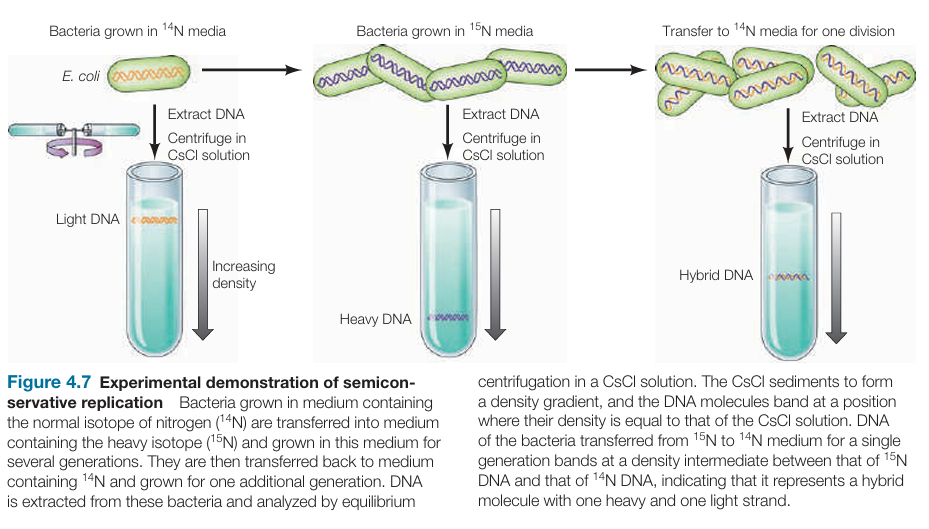 Bacteria grown in ¹⁴N media
Bacteria grown in ¹⁵N media
Transfer to ¹⁴N media for one division
E. coli
Extract DNA
Centrifuge in
CsCl solution
Extract DNA
Centrifuge in
CsCl solution
Extract DNA
Centrifuge in
CsCl solution
Light DNA
Increasing
density
Heavy DNA
Hybrid DNA
Figure 4.7 Experimental demonstration of semicon-
servative replication Bacteria grown in medium containing
the normal isotope of nitrogen (¹⁴N) are transferred into medium
containing the heavy isotope (¹⁵N) and grown in this medium for
several generations. They are then transferred back to medium
containing ¹⁴N and grown for one additional generation. DNA
is extracted from these bacteria and analyzed by equilibrium
centrifugation in a CsCl solution. The CsCl sediments to form
a density gradient, and the DNA molecules band at a position
where their density is equal to that of the CsCl solution. DNA
of the bacteria transferred from ¹⁵N to ¹⁴N medium for a single
generation bands at a density intermediate between that of ¹⁵N
DNA and that of ¹⁴N DNA, indicating that it represents a hybrid
molecule with one heavy and one light strand.